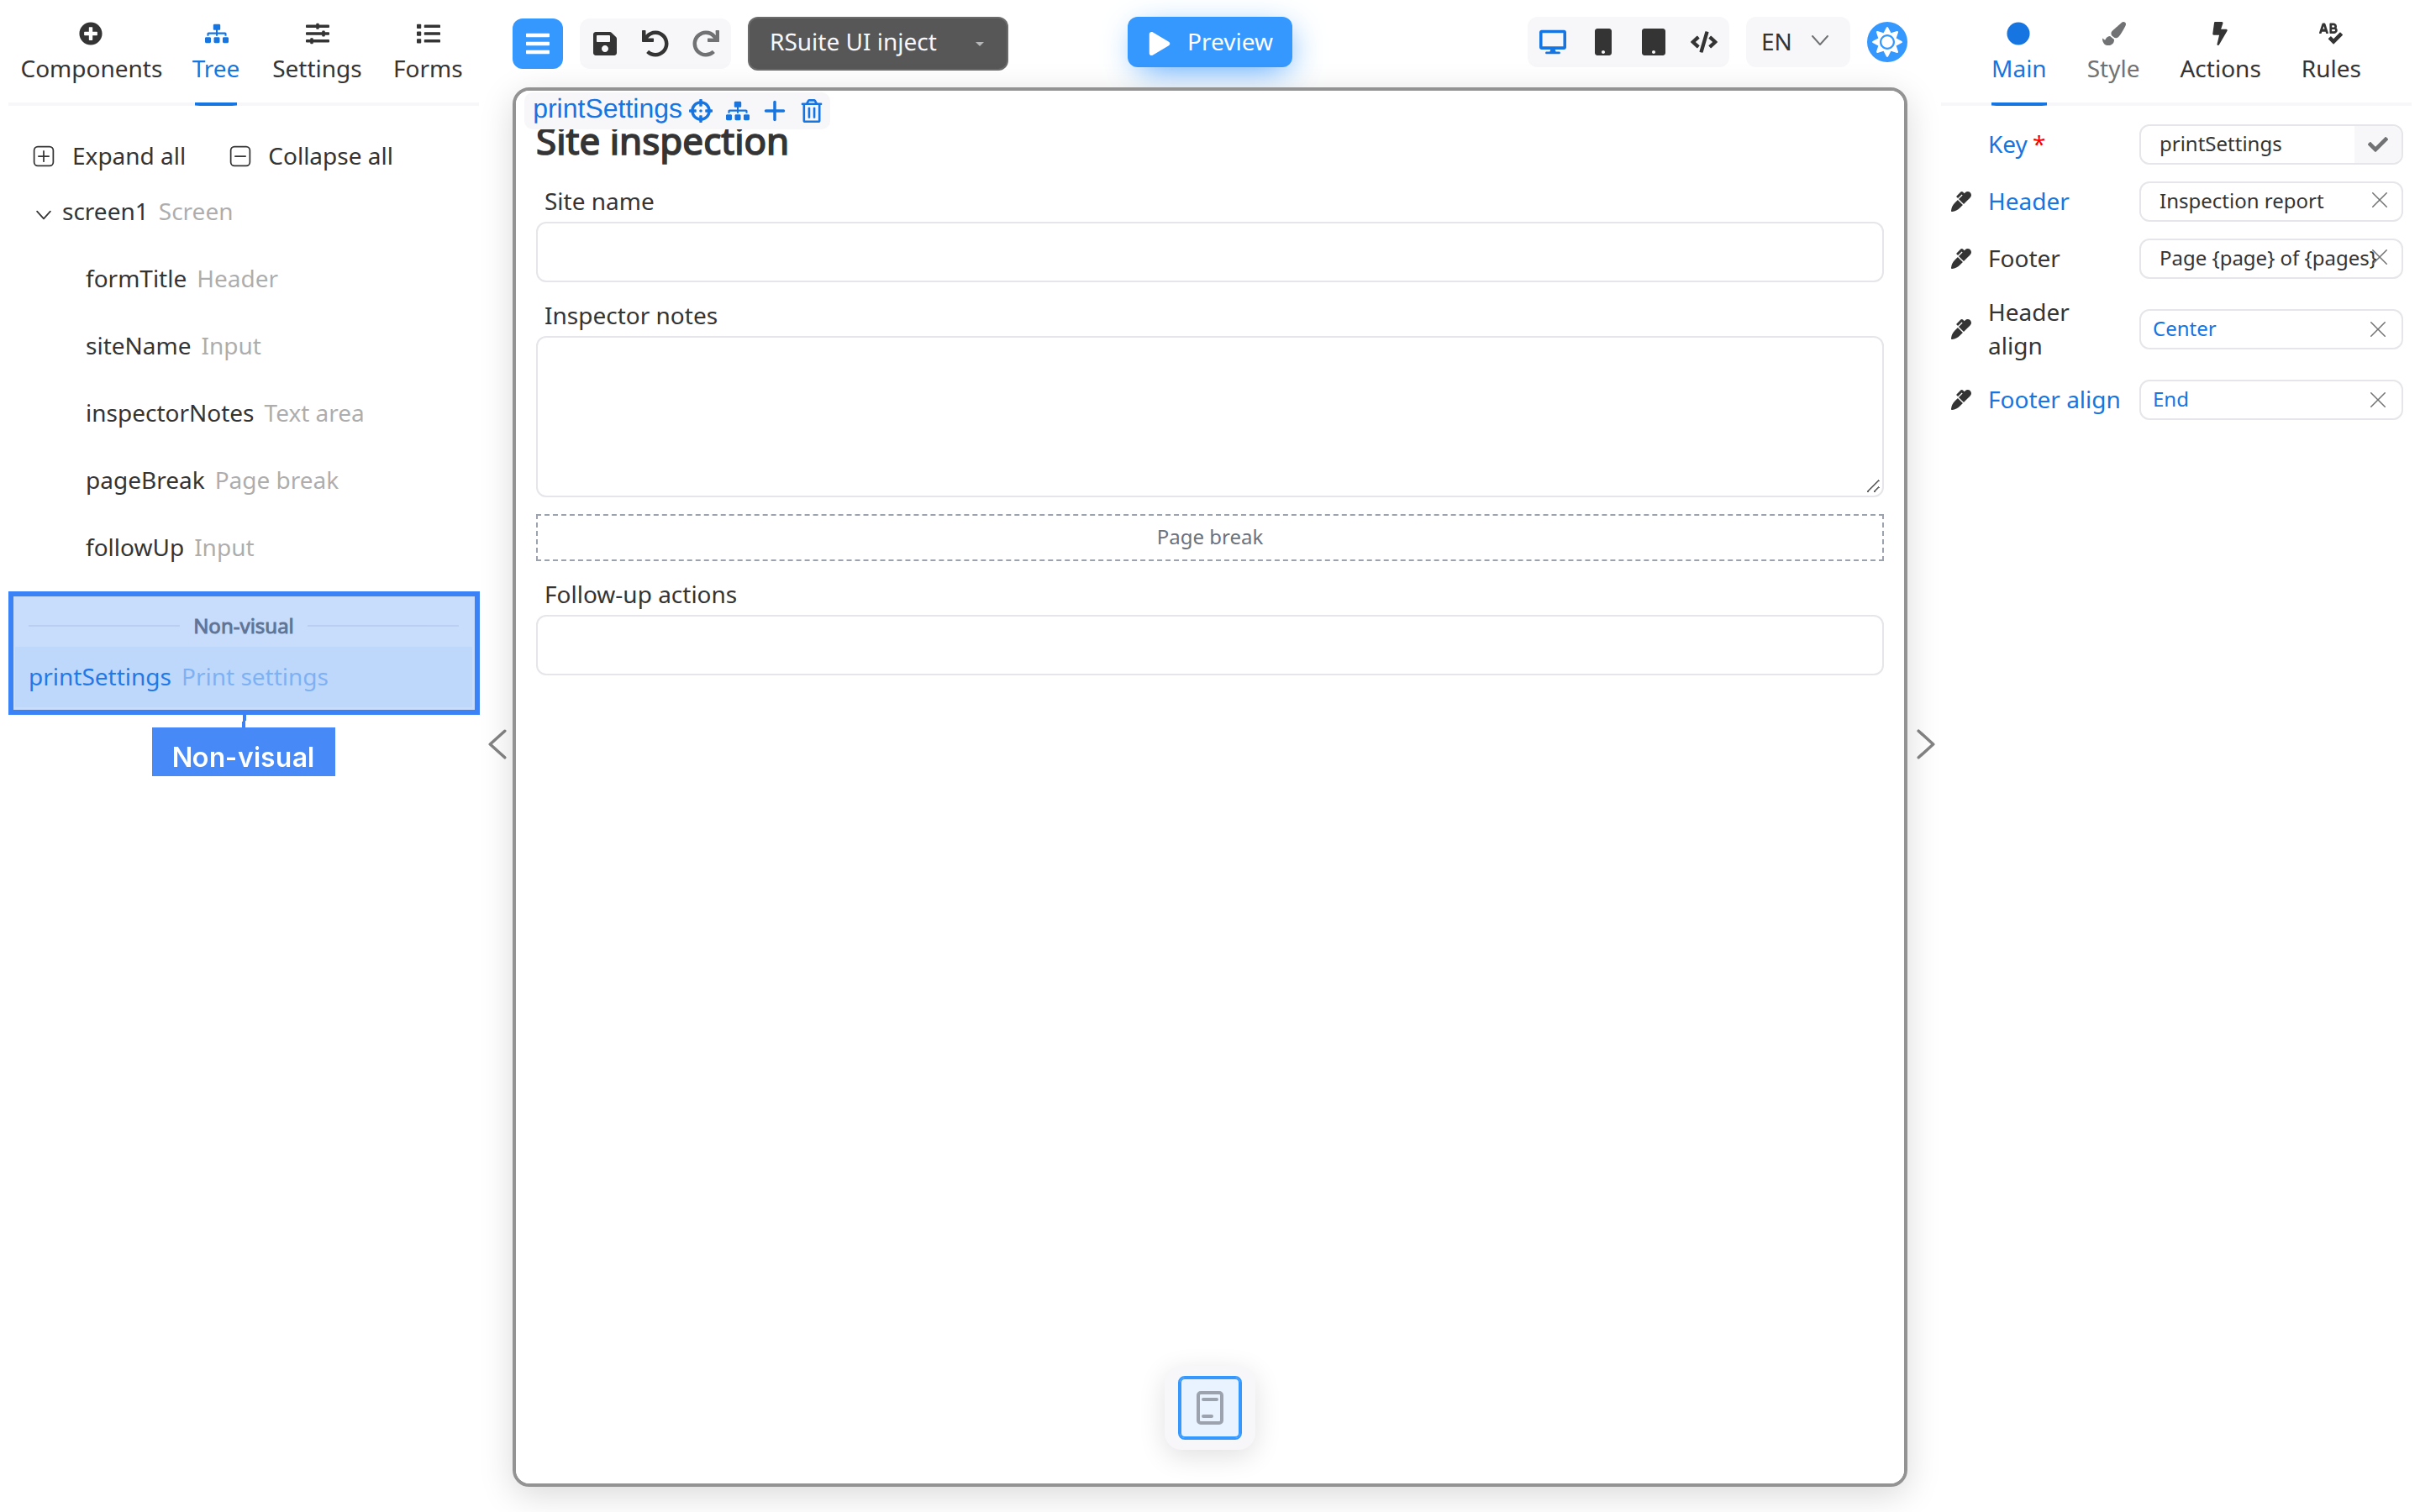 Components
Tree
Settings
Forms
RSuite UI inject
Preview
EN
Main
Style
Actions
AB
Rules
Expand all
Collapse all
screen1 Screen
formTitle Header
siteName Input
inspectorNotes Text area
pageBreak Page break
followUp Input
Non-visual
printSettings Print settings
Non-visual
printSettings
Site inspection
Site name
Inspector notes
Page break
Follow-up actions
Key *
printSettings
Header
Inspection report
Footer
Page {page} of {pages}
Header
align
Center
Footer align
End